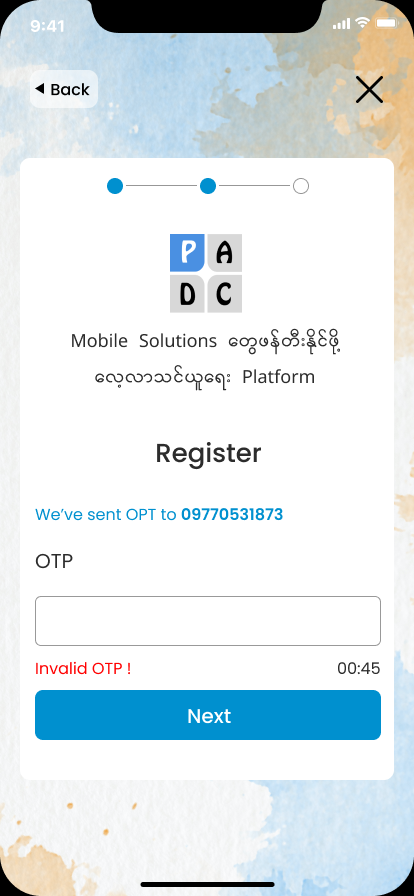 9:41
Back
P A
D C
Mobile Solutions တွေဖန်တီးနိုင်ဖို့
လေ့လာသင်ယူရေး Platform
Register
We’ve sent OPT to 09770531873
OTP
Invalid OTP ! 00:45
Next